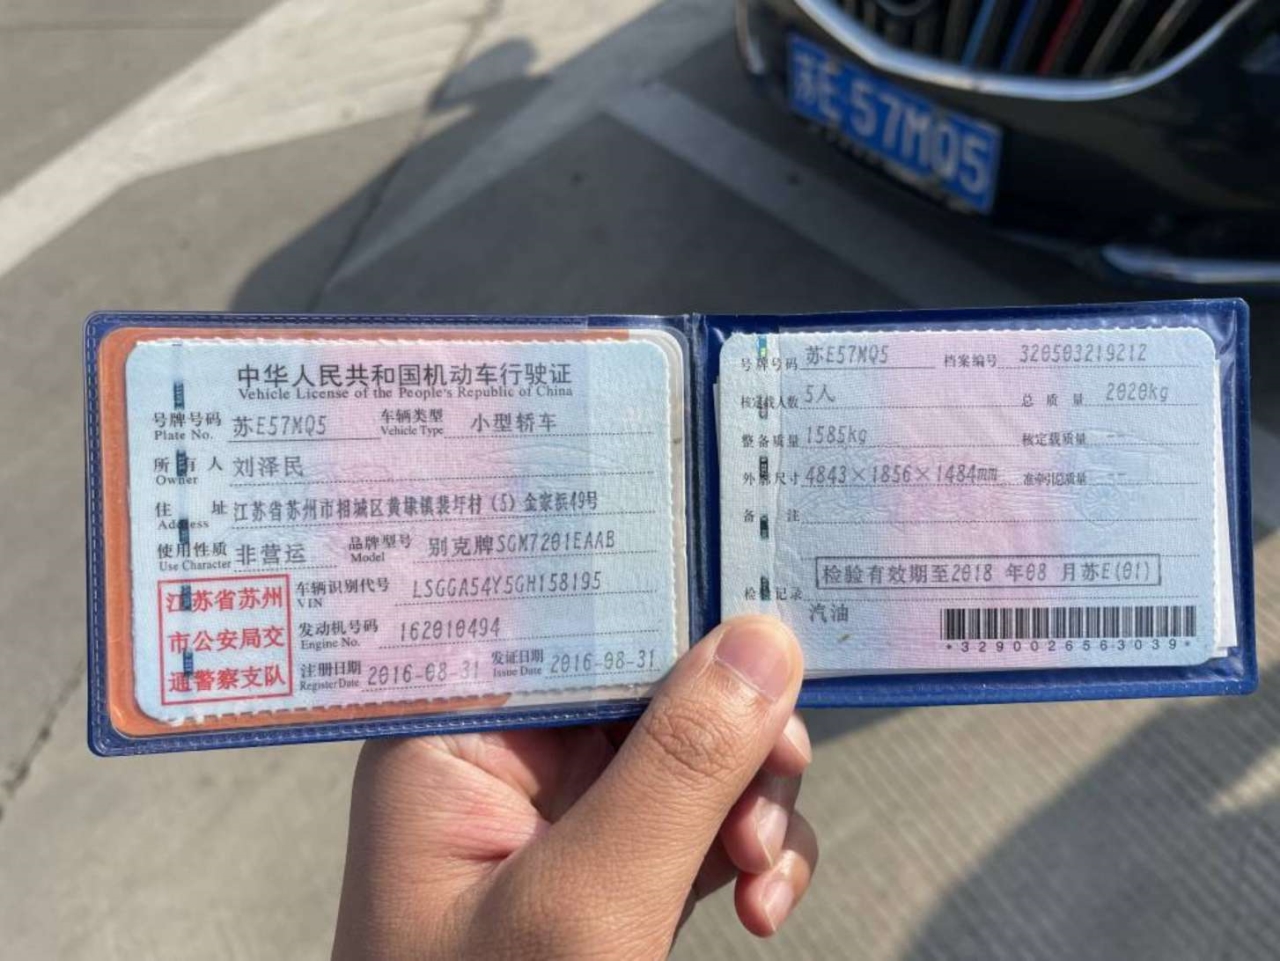 苏E·57MQ5
中华人民共和国机动车行驶证
Vehicle License of the People's Republic of China
号牌号码 苏E57MQ5 车辆类型 小型轿车
Plate No. Vehicle Type
所有人 刘泽民
Owner
住址 江苏省苏州市相城区黄埭镇裴圩村(5)金家浜49号
Address
使用性质 非营运 品牌型号 别克牌SGM7201EAAB
Use Character Model
江苏省苏州
市公安局交
通警察支队
车辆识别代号 LSGGA54Y5GH158195
VIN
发动机号码 162010494
Engine No.
注册日期 2016-08-31 发证日期 2016-08-31
Register Date Issue Date
号牌号码 苏E57MQ5 档案编号 320503219212
核定载人数 5人 总质量 2020kg
整备质量 1585kg 核定载质量 --
外廓尺寸 4843×1856×1484mm 准牵引总质量 --
备注
检验有效期至2018 年08 月苏E(01)
检验记录
汽油
*3290026563039*